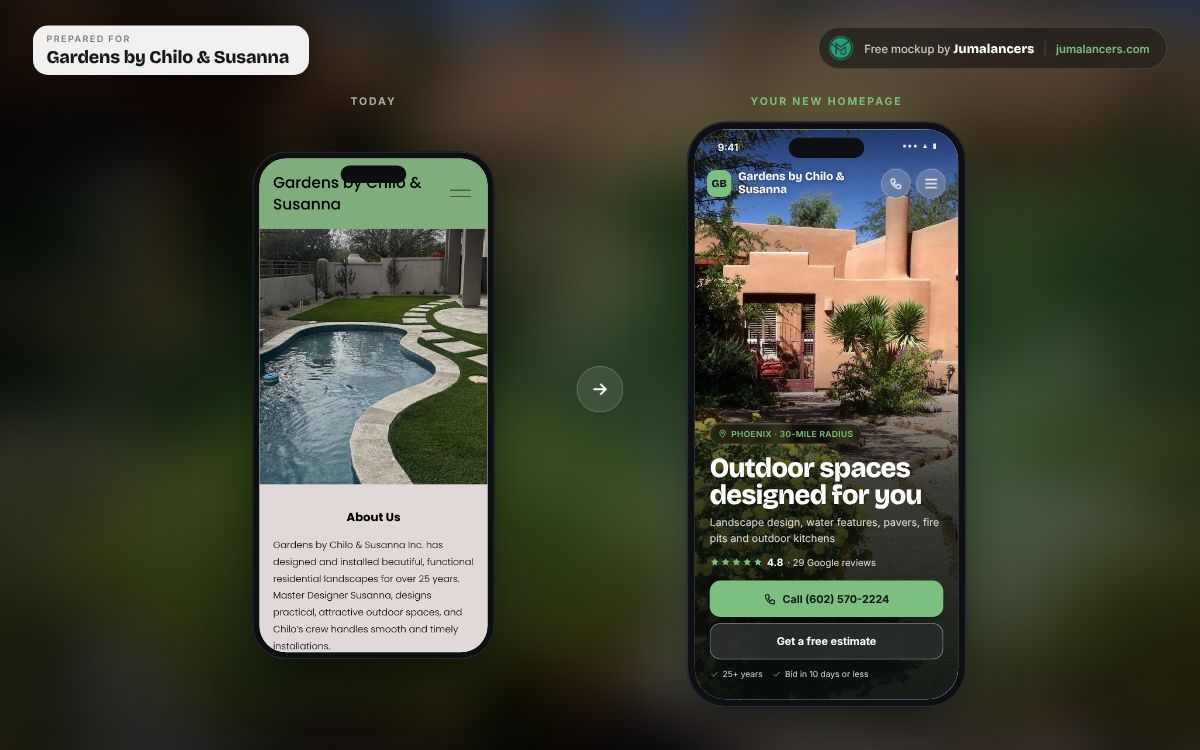 PREPARED FOR
Gardens by Chilo & Susanna
Free mockup by Jumalancers
jumalancers.com
TODAY
YOUR NEW HOMEPAGE
Gardens by Chilo &
Susanna
About Us
Gardens by Chilo & Susanna Inc. has
designed and installed beautiful, functional
residential landscapes for over 25 years.
Master Designer Susanna, designs
practical, attractive outdoor spaces, and
Chilo's crew handles smooth and timely
installations.
9:41
GB
Gardens by Chilo &
Susanna
PHOENIX · 30-MILE RADIUS
Outdoor spaces
designed for you
Landscape design, water features, pavers, fire
pits and outdoor kitchens
4.8 · 29 Google reviews
Call (602) 570-2224
Get a free estimate
25+ years
Bid in 10 days or less